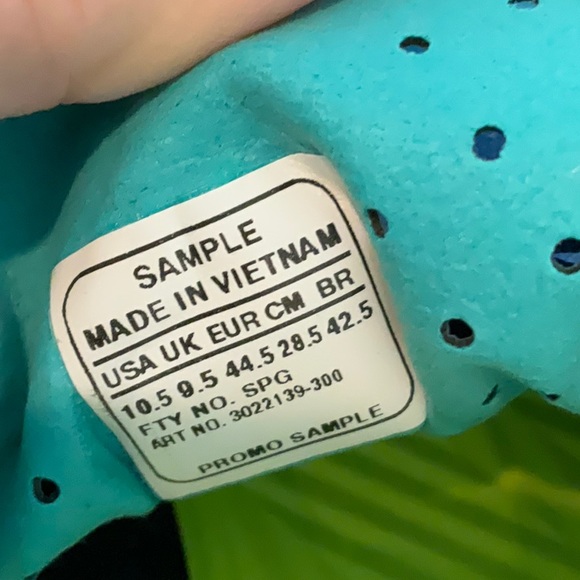 SAMPLE
MADE IN VIETNAM
USA UK EUR CM BR
10.5 9.5 44.5 28.5 42.5
FTY NO. SPG
ART NO. 3022139-300
PROMO SAMPLE